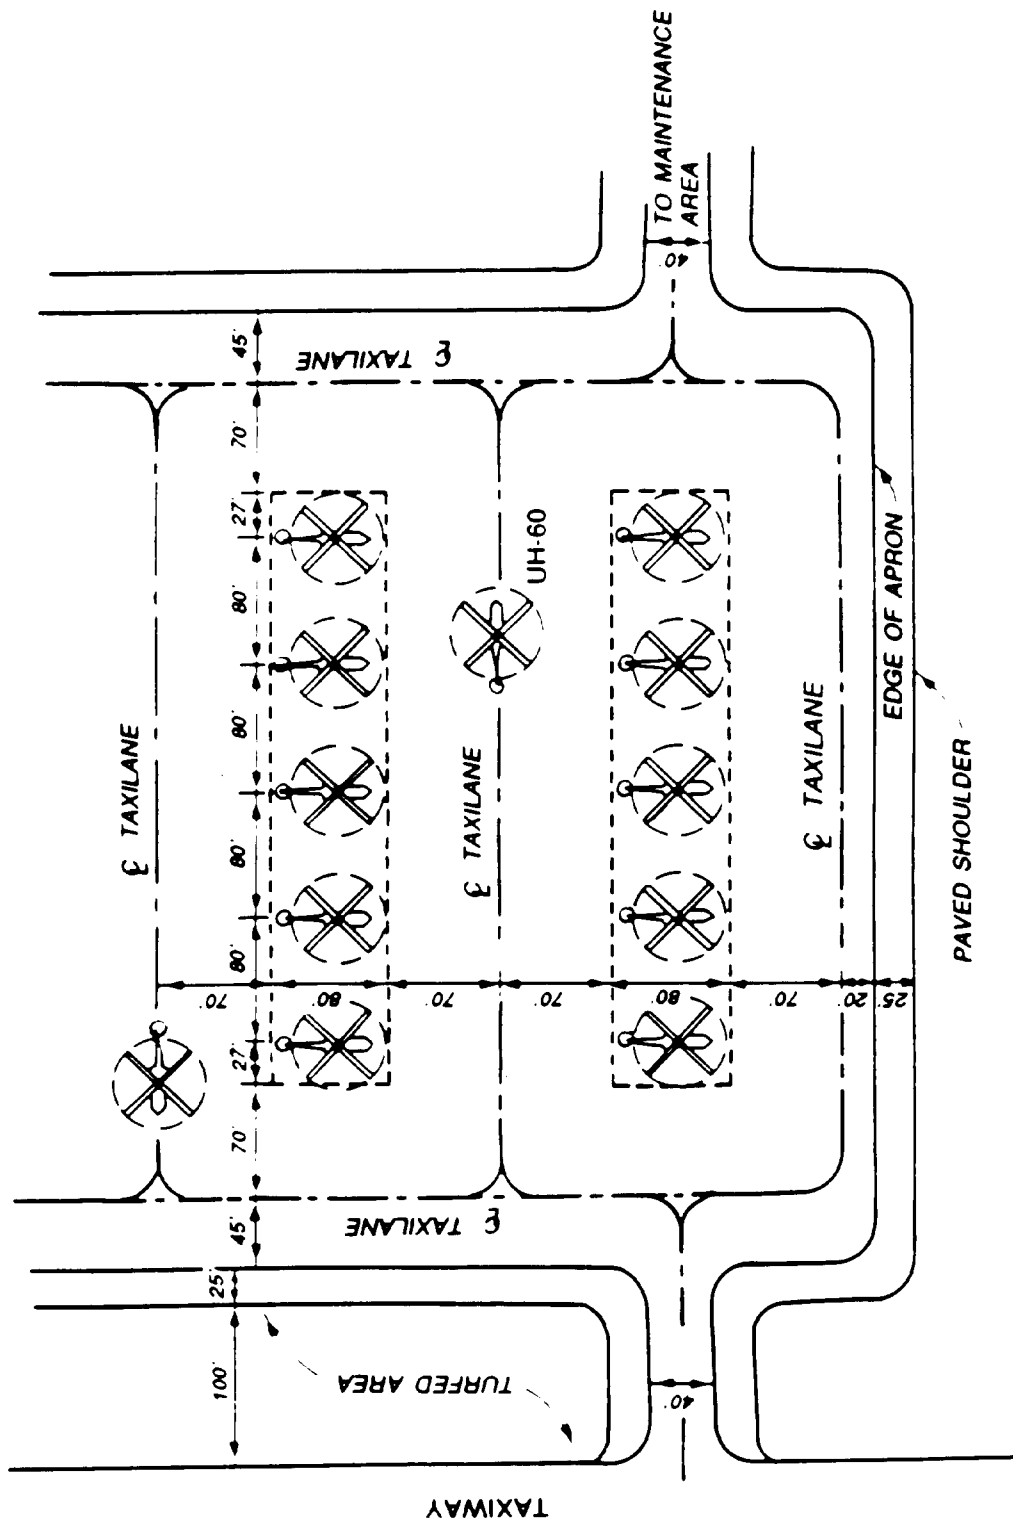 TO MAINTENANCE
AREA
40'
45'
℄ TAXILANE
70'
27'
80'
80'
80'
80'
27'
70'
45'
25'
100'
℄ TAXILANE
℄ TAXILANE
℄ TAXILANE
℄ TAXILANE
UH-60
70'
80'
70'
70'
80'
70'
20'
25'
EDGE OF APRON
PAVED SHOULDER
TURFED AREA
40'
TAXIWAY